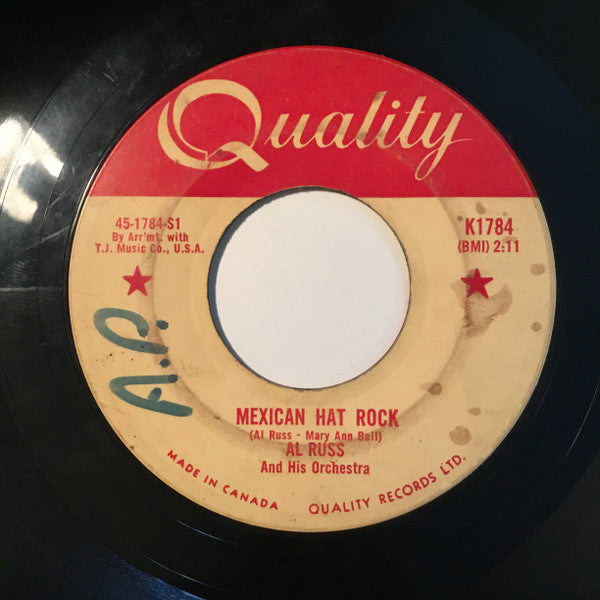 Quality
45-1784-S1
By Arr'mt. with
T.J. Music Co., U.S.A.
K1784
(BMI) 2:11
A.P.
MEXICAN HAT ROCK
(Al Russ - Mary Ann Bell)
AL RUSS
And His Orchestra
MADE IN CANADA QUALITY RECORDS LTD.